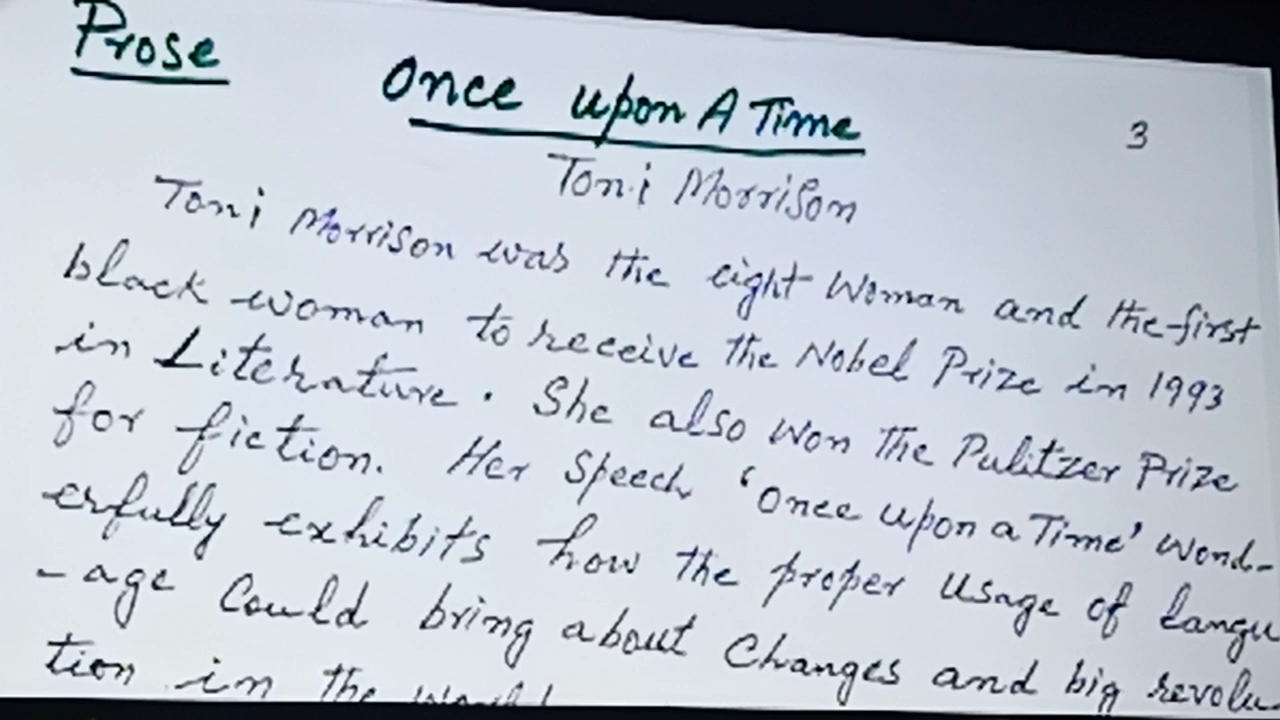 Prose
Once upon A Time
3
Toni Morrison
Toni Morrison was the eight Woman and the first
black woman to receive the Nobel Prize in 1993
in Literature. She also won the Pulitzer Prize
for fiction. Her Speech 'Once upon a Time' wond-
erfully exhibits how the proper usage of langu
-age Could bring about Changes and big revolu-
tion in the world